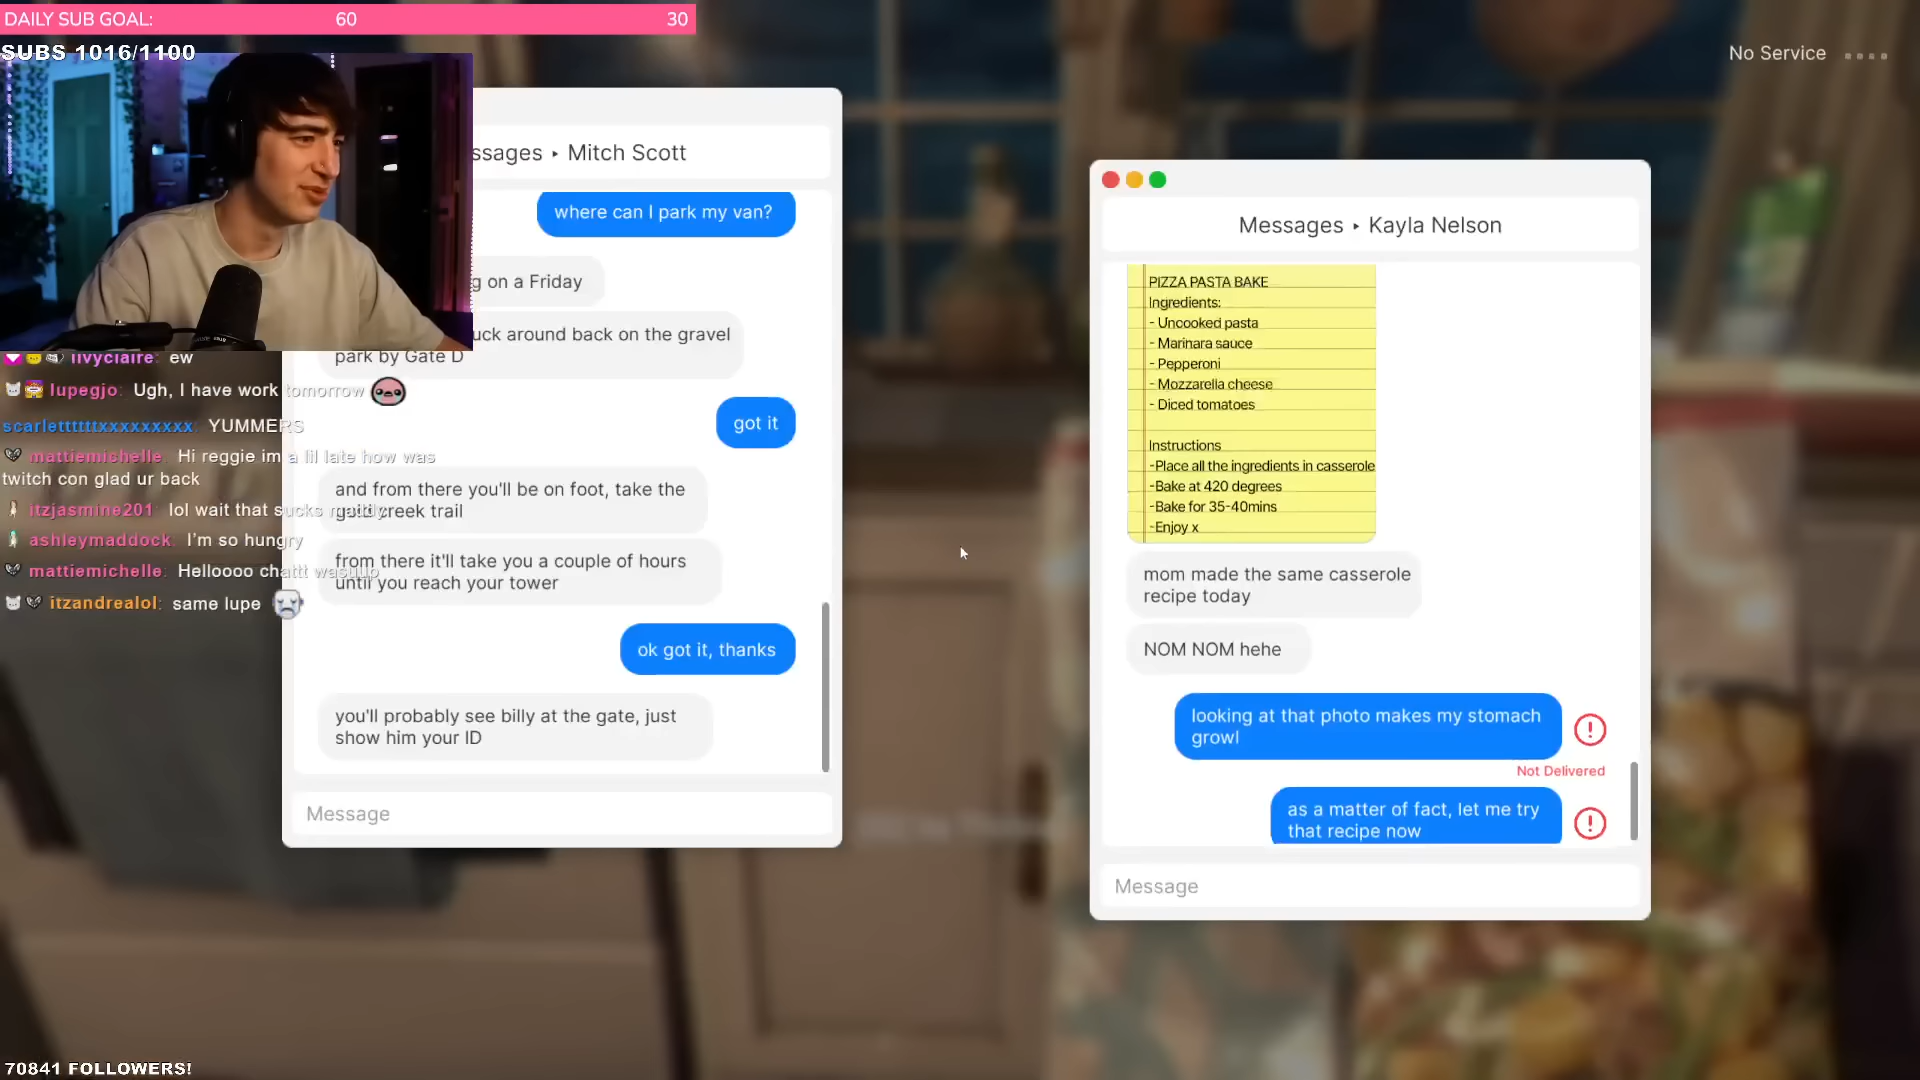 DAILY SUB GOAL: 60 30
SUBS 1016/1100
No Service
ssages ▸ Mitch Scott
where can I park my van?
g on a Friday
uck around back on the gravel
park by Gate D
got it
and from there you'll be on foot, take the
creek trail
from there it'll take you a couple of hours
until you reach your tower
ok got it, thanks
you'll probably see billy at the gate, just
show him your ID
Message
livyclaire: ew
lupegjo: Ugh, I have work tomorrow
YUMMERS
mattiemichelle: Hi reggie im a lil late how was
twitch con glad ur back
itzjasmine201 lol wait that sucks
ashleymaddock: I'm so hungry
mattiemichelle: Helloooo chattt wasuup
itzandrealol: same lupe
70841 FOLLOWERS!
Messages ▸ Kayla Nelson
PIZZA PASTA BAKE
Ingredients:
- Uncooked pasta
- Marinara sauce
- Pepperoni
- Mozzarella cheese
- Diced tomatoes
Instructions
-Place all the ingredients in casserole
-Bake at 420 degrees
-Bake for 35-40mins
-Enjoy x
mom made the same casserole
recipe today
NOM NOM hehe
looking at that photo makes my stomach
growl
Not Delivered
as a matter of fact, let me try
that recipe now
Message